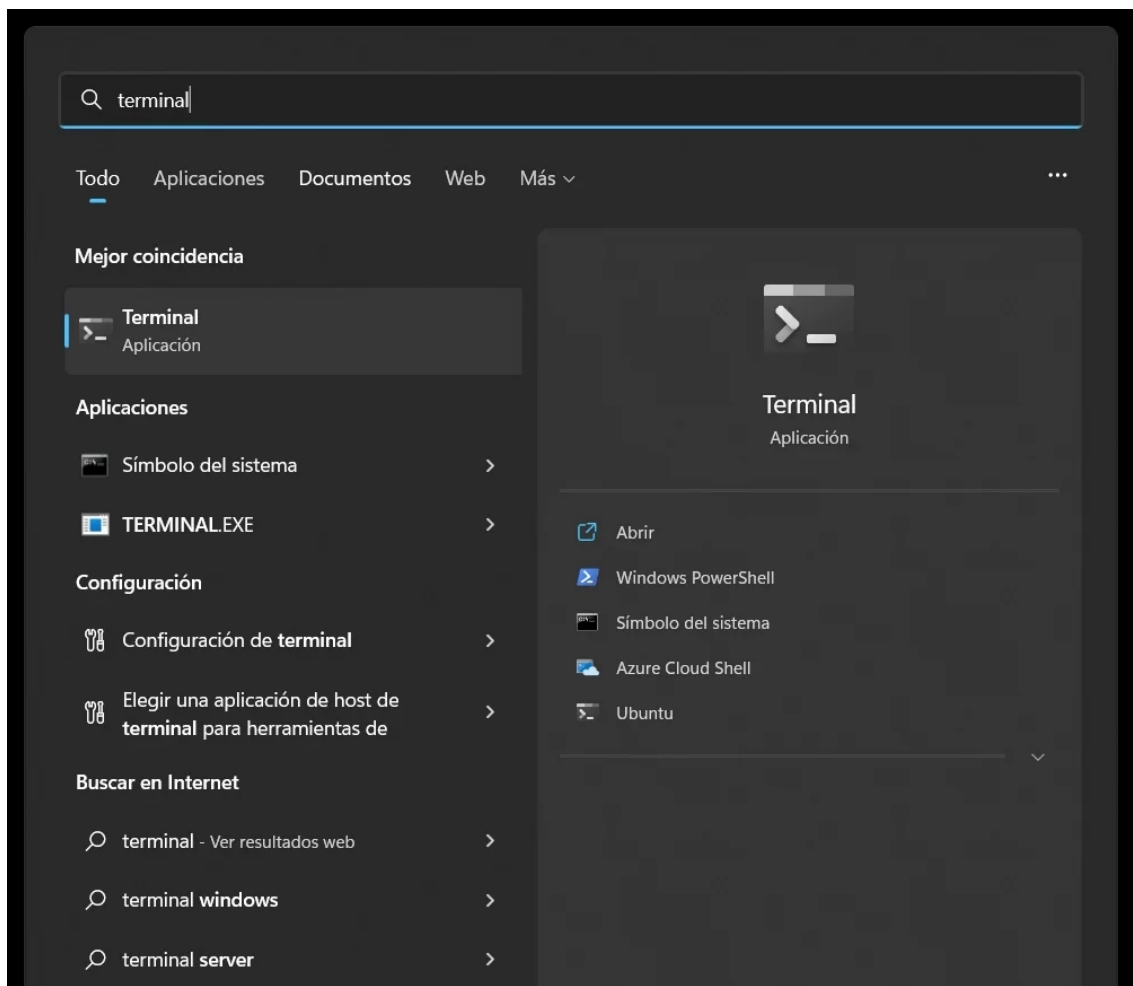 terminal
Todo Aplicaciones Documentos Web Más
Mejor coincidencia
Terminal
Aplicación
Aplicaciones
Símbolo del sistema
TERMINAL.EXE
Configuración
Configuración de terminal
Elegir una aplicación de host de
terminal para herramientas de
Buscar en Internet
terminal - Ver resultados web
terminal windows
terminal server
Terminal
Aplicación
Abrir
Windows PowerShell
Símbolo del sistema
Azure Cloud Shell
Ubuntu